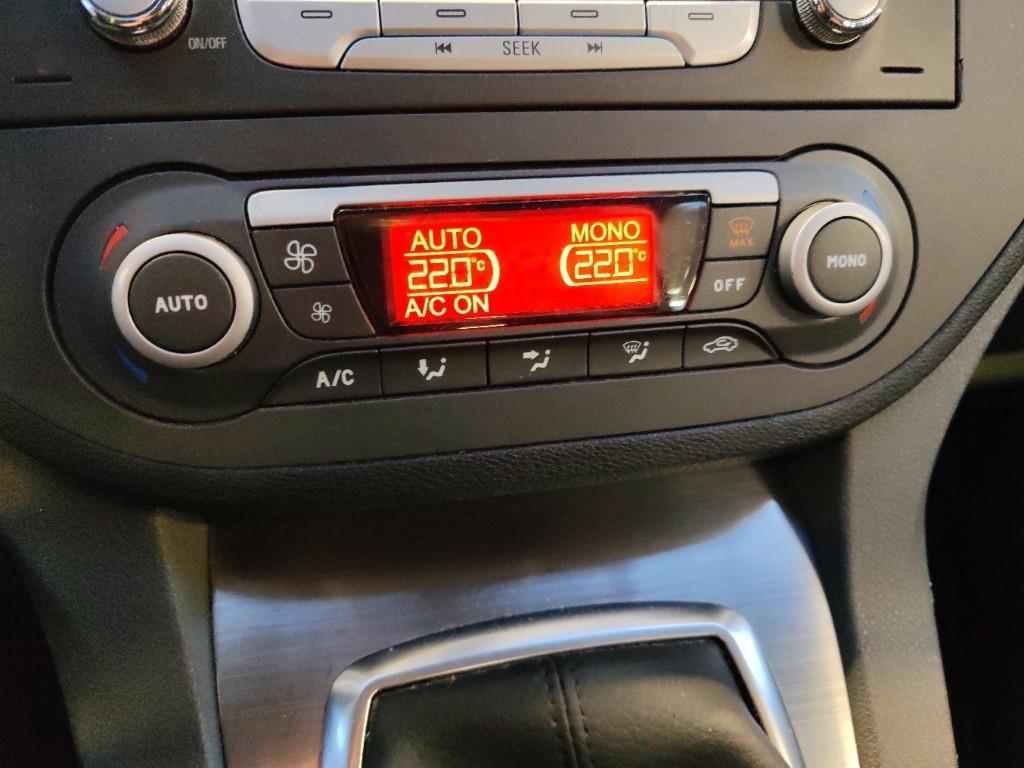 ON/OFF
SEEK
AUTO
AUTO
22.0°C
A/C ON
MONO
22.0°C
MAX
OFF
MONO
A/C